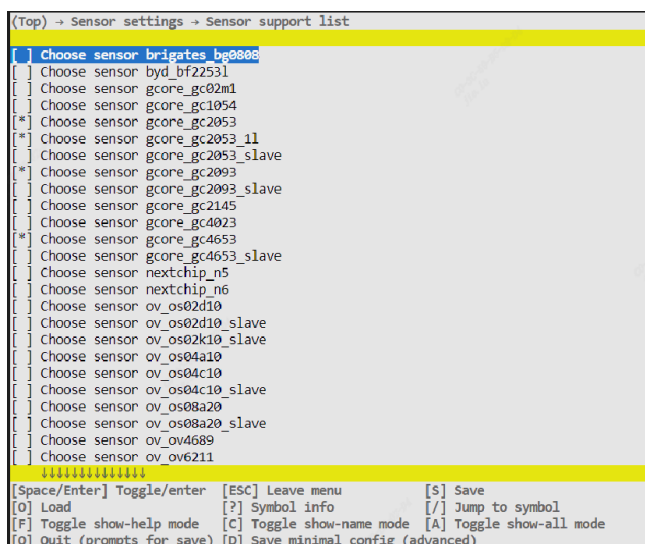 (Top) → Sensor settings → Sensor support list
[ ] Choose sensor brigates_bg0808
[ ] Choose sensor byd_bf2253l
[ ] Choose sensor gcore_gc02m1
[ ] Choose sensor gcore_gc1054
[*] Choose sensor gcore_gc2053
[*] Choose sensor gcore_gc2053_1l
[ ] Choose sensor gcore_gc2053_slave
[*] Choose sensor gcore_gc2093
[ ] Choose sensor gcore_gc2093_slave
[ ] Choose sensor gcore_gc2145
[ ] Choose sensor gcore_gc4023
[*] Choose sensor gcore_gc4653
[ ] Choose sensor gcore_gc4653_slave
[ ] Choose sensor nextchip_n5
[ ] Choose sensor nextchip_n6
[ ] Choose sensor ov_os02d10
[ ] Choose sensor ov_os02d10_slave
[ ] Choose sensor ov_os02k10_slave
[ ] Choose sensor ov_os04a10
[ ] Choose sensor ov_os04c10
[ ] Choose sensor ov_os04c10_slave
[ ] Choose sensor ov_os08a20
[ ] Choose sensor ov_os08a20_slave
[ ] Choose sensor ov_ov4689
[ ] Choose sensor ov_ov6211
↓↓↓↓↓↓↓↓↓↓↓↓↓↓
[Space/Enter] Toggle/enter [ESC] Leave menu [S] Save
[O] Load [?] Symbol info [/] Jump to symbol
[F] Toggle show-help mode [C] Toggle show-name mode [A] Toggle show-all mode
[Q] Quit (prompts for save) [D] Save minimal config (advanced)